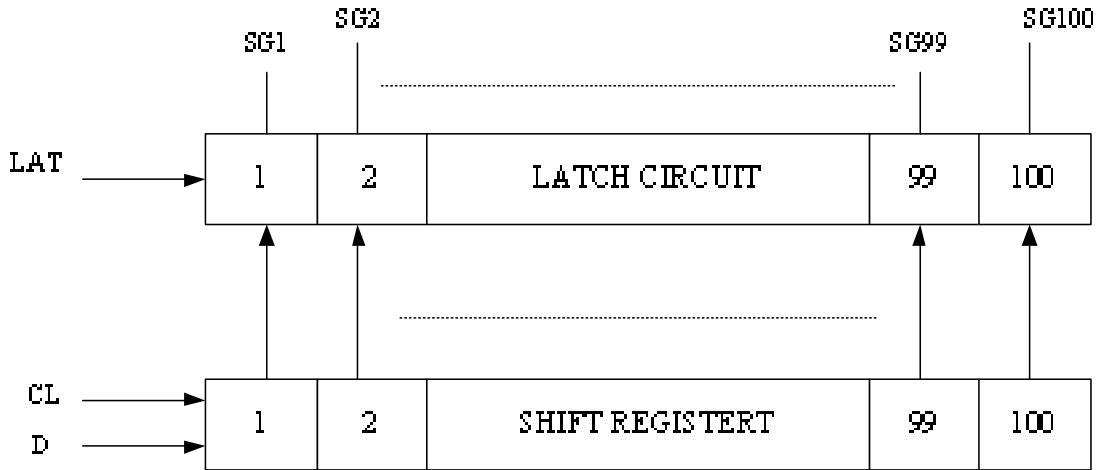 SG1 SG2 SG99 SG100
LAT 1 2 LATCH CIRCUIT 99 100
CL
D 1 2 SHIFT REGISTERT 99 100